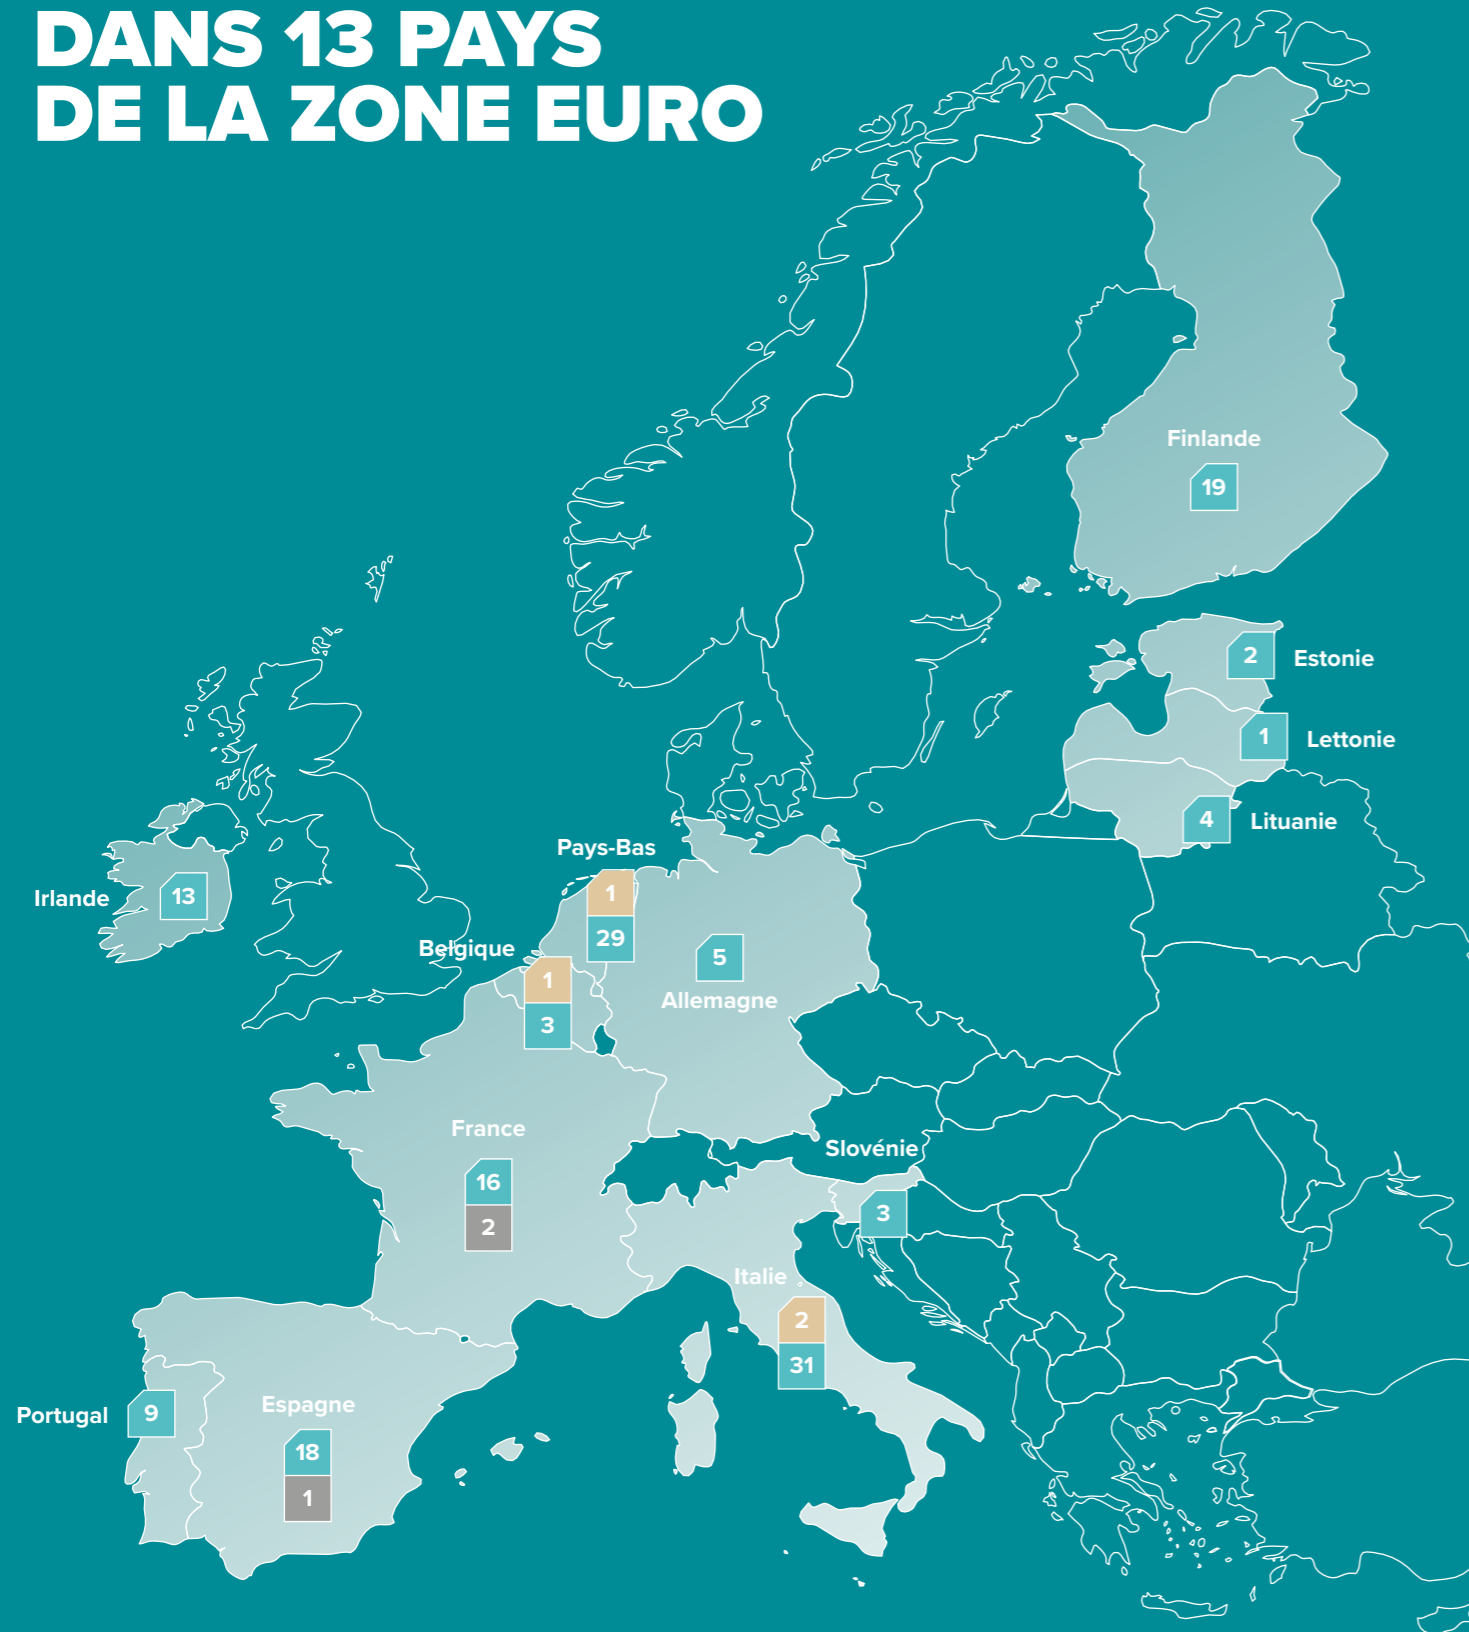 DANS 13 PAYS
DE LA ZONE EURO
Finlande
19
2
Estonie
1
Lettonie
4
Lituanie
Pays-Bas
1
29
Irlande
13
Belgique
1
3
5
Allemagne
France
16
2
Slovénie
3
Italie
2
31
Portugal
9
Espagne
18
1